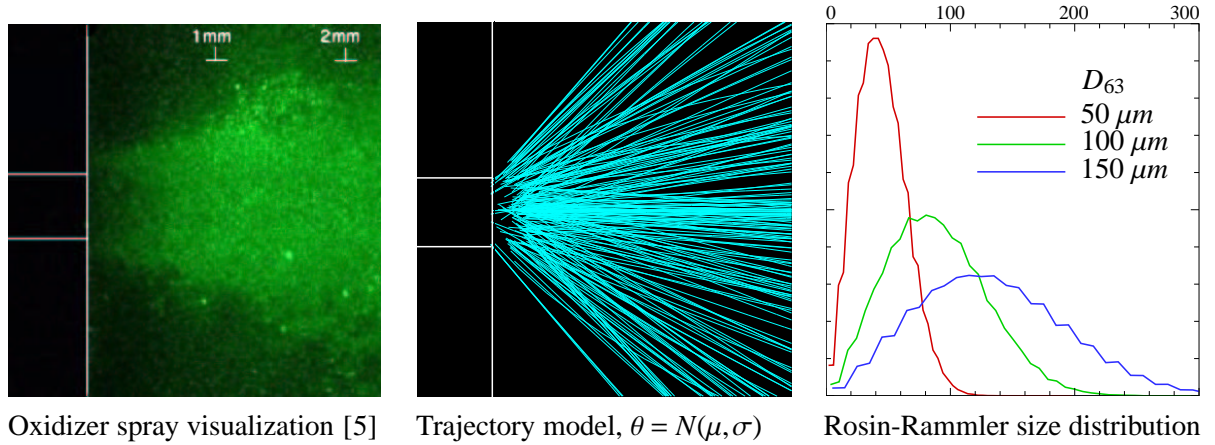 1mm 2mm
0 100 200 300
D63
50 μm
100 μm
150 μm
Oxidizer spray visualization [5]
Trajectory model, θ = N(μ, σ)
Rosin-Rammler size distribution